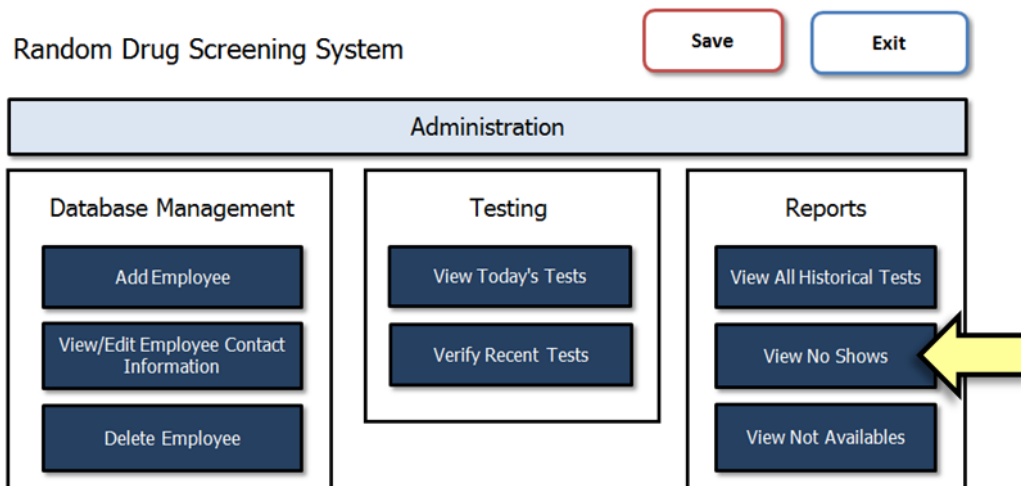 Random Drug Screening System
Save
Exit
Administration
Database Management
Add Employee
View/Edit Employee Contact
Information
Delete Employee
Testing
View Today's Tests
Verify Recent Tests
Reports
View All Historical Tests
View No Shows
View Not Availables